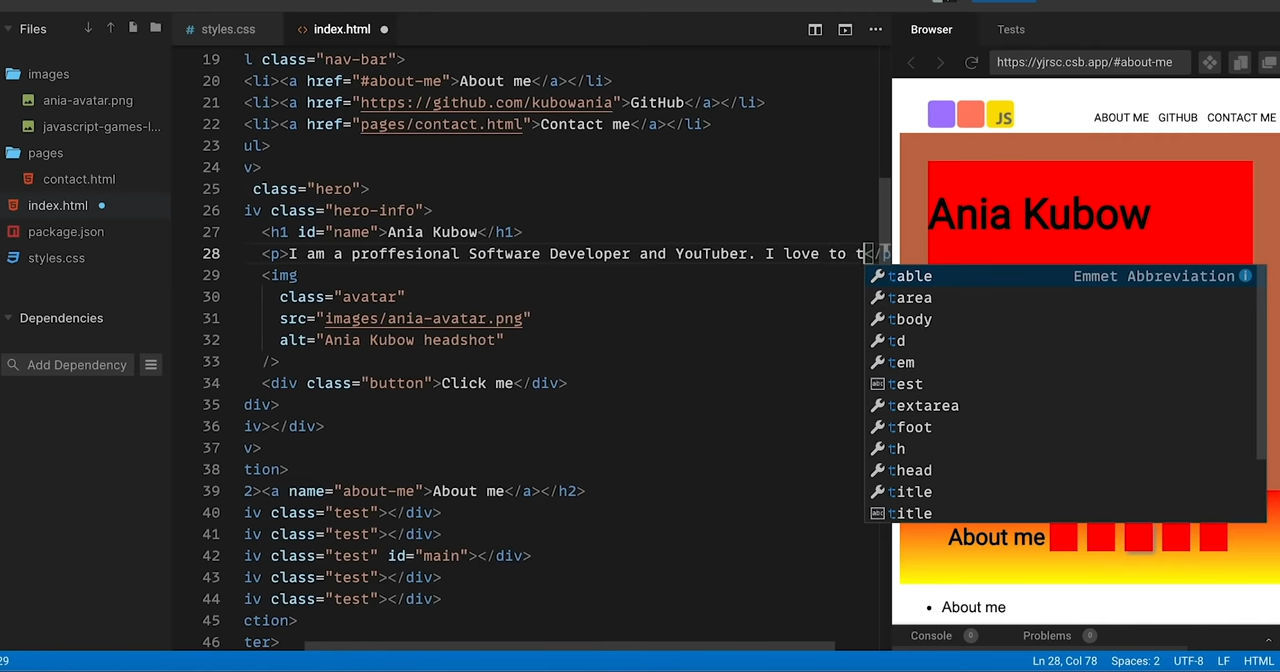 Files
styles.css
index.html
Browser
Tests
https://yjrsc.csb.app/#about-me
images
ania-avatar.png
javascript-games-l...
pages
contact.html
index.html
package.json
styles.css
Dependencies
Add Dependency
19 l class="nav-bar">
20 <li><a href="#about-me">About me</a></li>
21 <li><a href="https://github.com/kubowania">GitHub</a></li>
22 <li><a href="pages/contact.html">Contact me</a></li>
23 ul>
24 v>
25 class="hero">
26 iv class="hero-info">
27 <h1 id="name">Ania Kubow</h1>
28 <p>I am a proffesional Software Developer and YouTuber. I love to t</p
29 <img
30 class="avatar"
31 src="images/ania-avatar.png"
32 alt="Ania Kubow headshot"
33 />
34 <div class="button">Click me</div>
35 div>
36 iv></div>
37 v>
38 tion>
39 2><a name="about-me">About me</a></h2>
40 iv class="test"></div>
41 iv class="test"></div>
42 iv class="test" id="main"></div>
43 iv class="test"></div>
44 iv class="test"></div>
45 ction>
46 ter>
table Emmet Abbreviation
tarea
tbody
td
tem
test
textarea
tfoot
th
thead
title
title
JS
ABOUT ME GITHUB CONTACT ME
Ania Kubow
About me
• About me
Console 0
Problems 0
29
Ln 28, Col 78 Spaces: 2 UTF-8 LF HTML